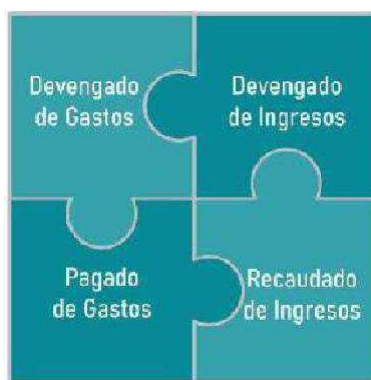 Devengado
de Gastos
Devengado
de Ingresos
Pagado
de Gastos
Recaudado
de Ingresos